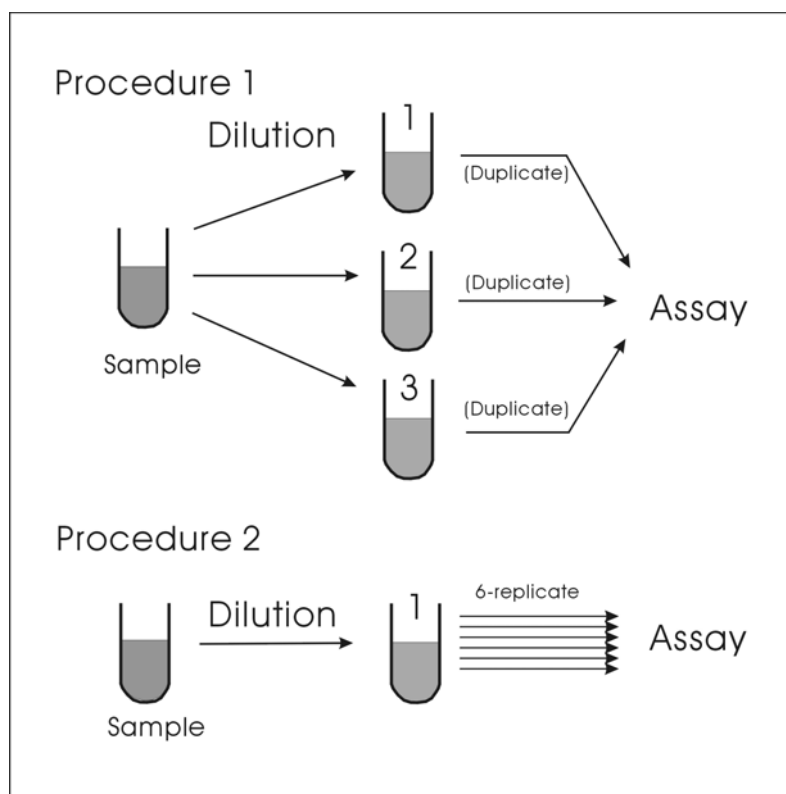 Procedure 1
Dilution
1
(Duplicate)
2
(Duplicate)
Assay
Sample
3
(Duplicate)
Procedure 2
Dilution
1
6-replicate
Assay
Sample